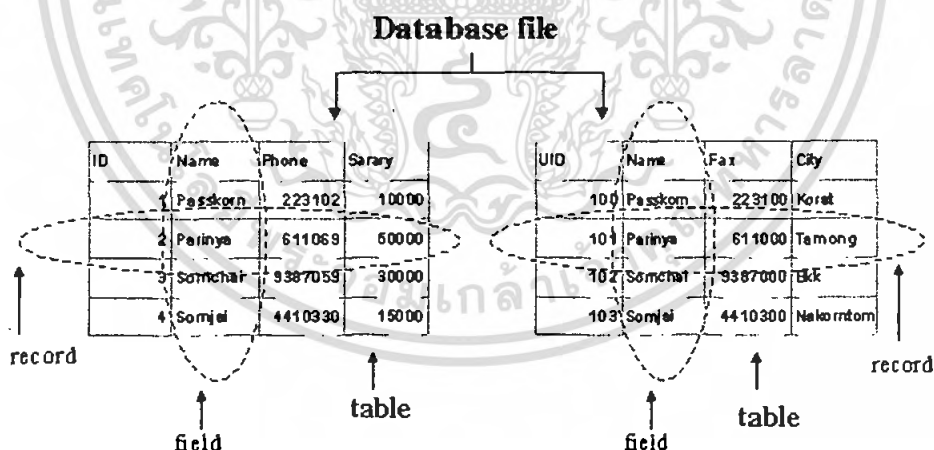 Database file
ID Name Phone Sarary
1 Passkorn 223102 10000
2 Parinya 611069 50000
3 Somchai 9387059 30000
4 Somjai 4410330 15000
UID Name Fax City
100 Passkorn 223100 Korat
101 Parinya 611000 Tamong
102 Somchai 9387000 Bkk
103 Somjai 4410300 Nakorntom
record
field
table
field
table
record